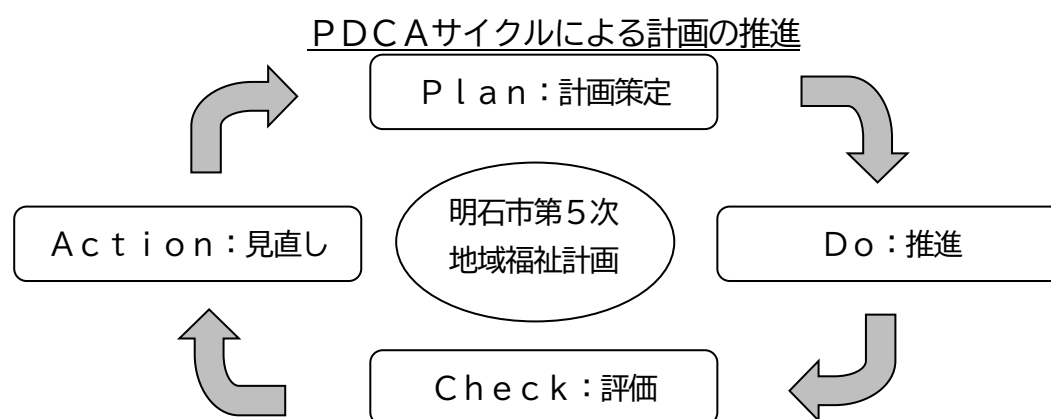 ＰＤＣＡサイクルによる計画の推進
Ｐｌａｎ：計画策定
明石市第５次
地域福祉計画
Ａｃｔｉｏｎ：見直し
Ｄｏ：推進
Ｃｈｅｃｋ：評価